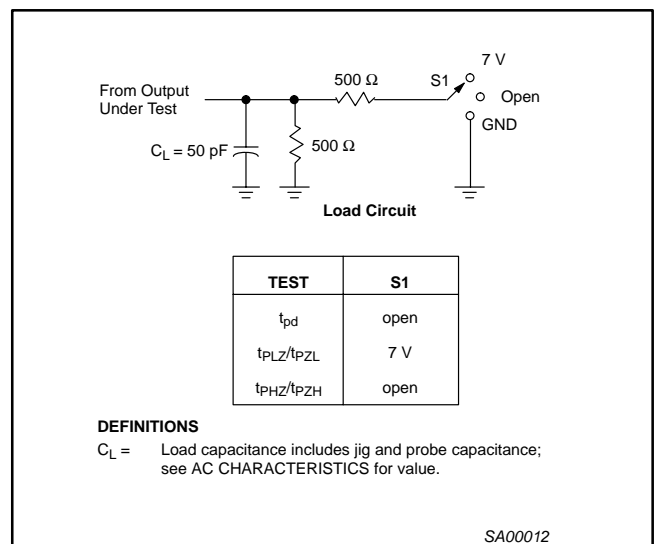 7 V
500 Ω
S1
Open
GND
From Output
Under Test
C_L = 50 pF
500 Ω
Load Circuit
TEST S1
t_pd open
t_PLZ/t_PZL 7 V
t_PHZ/t_PZH open
DEFINITIONS
C_L = Load capacitance includes jig and probe capacitance;
see AC CHARACTERISTICS for value.
SA00012